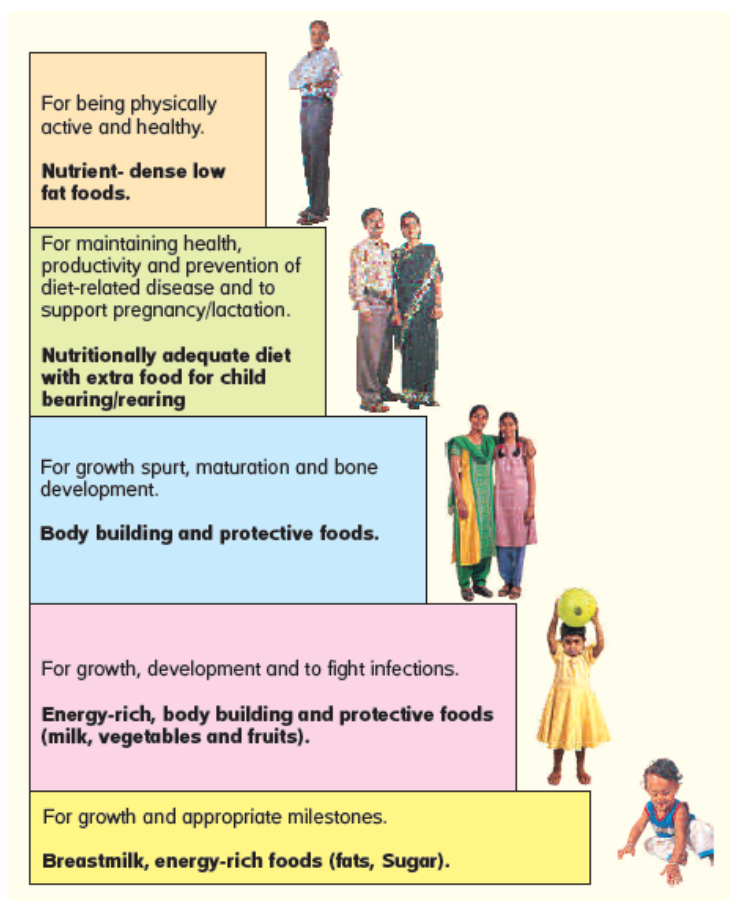 For being physically
active and healthy.
Nutrient- dense low
fat foods.
For maintaining health,
productivity and prevention of
diet-related disease and to
support pregnancy/lactation.
Nutritionally adequate diet
with extra food for child
bearing/rearing
For growth spurt, maturation and bone
development.
Body building and protective foods.
For growth, development and to fight infections.
Energy-rich, body building and protective foods
(milk, vegetables and fruits).
For growth and appropriate milestones.
Breastmilk, energy-rich foods (fats, Sugar).